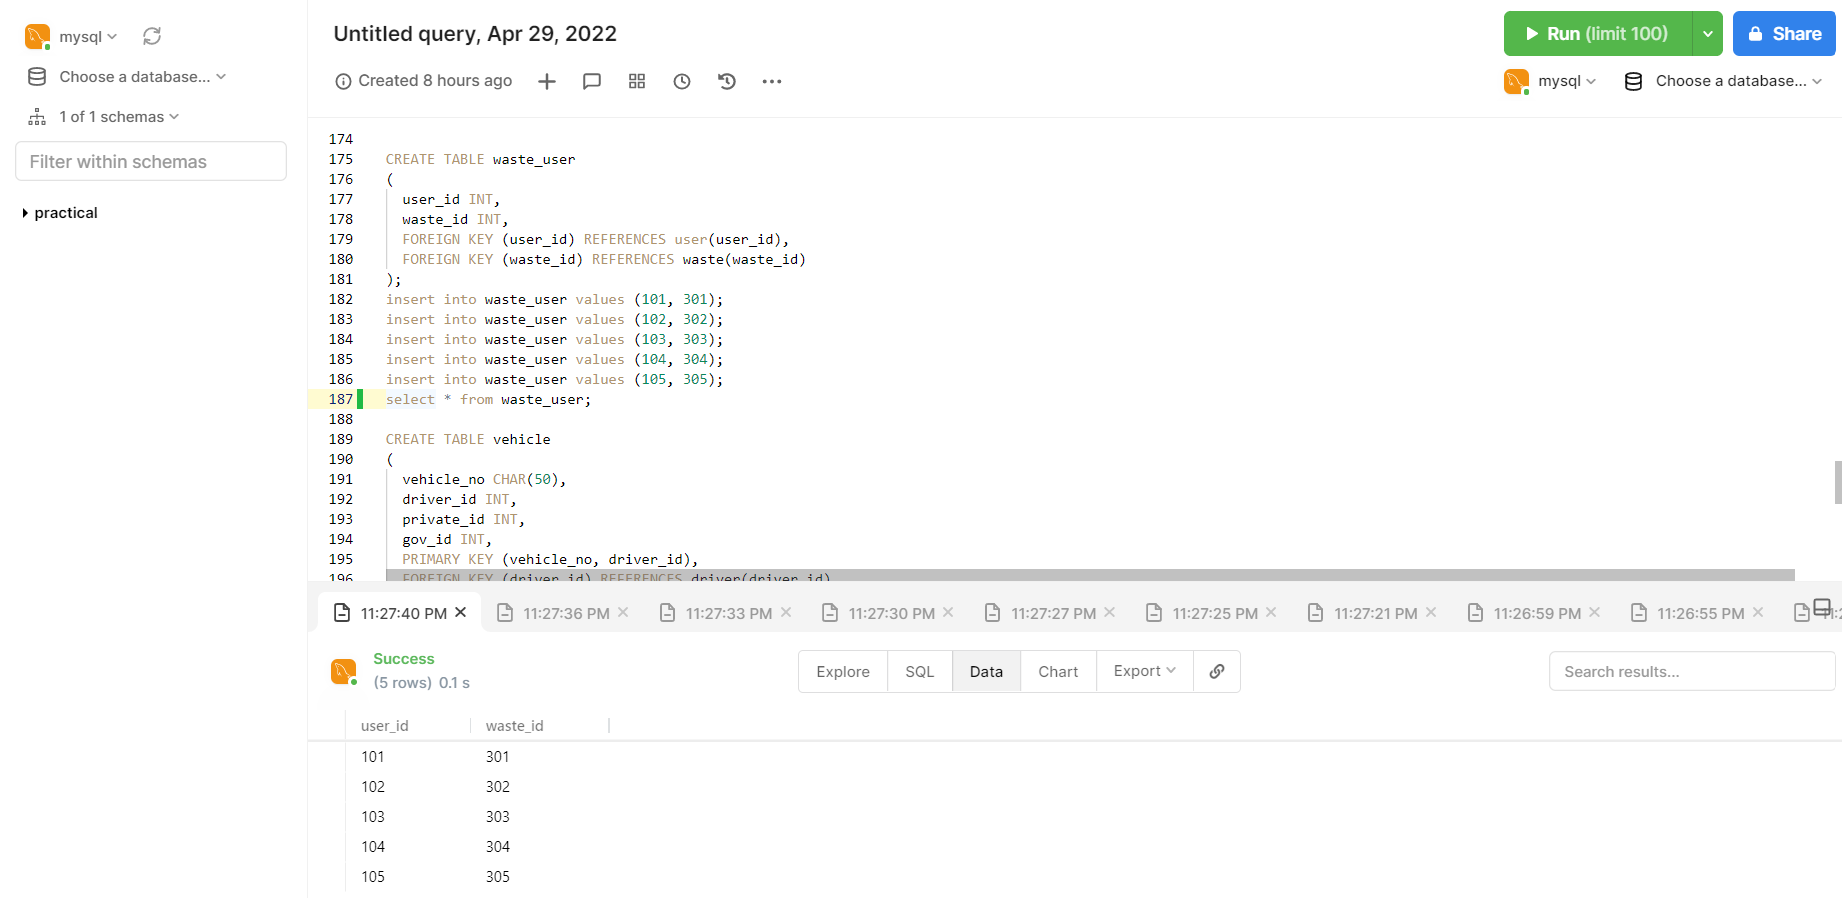 mysql
Choose a database...
1 of 1 schemas
Filter within schemas
practical
Untitled query, Apr 29, 2022
Created 8 hours ago
Run (limit 100)
Share
mysql
Choose a database...
174
175 CREATE TABLE waste_user
176 (
177 user_id INT,
178 waste_id INT,
179 FOREIGN KEY (user_id) REFERENCES user(user_id),
180 FOREIGN KEY (waste_id) REFERENCES waste(waste_id)
181 );
182 insert into waste_user values (101, 301);
183 insert into waste_user values (102, 302);
184 insert into waste_user values (103, 303);
185 insert into waste_user values (104, 304);
186 insert into waste_user values (105, 305);
187 select * from waste_user;
188
189 CREATE TABLE vehicle
190 (
191 vehicle_no CHAR(50),
192 driver_id INT,
193 private_id INT,
194 gov_id INT,
195 PRIMARY KEY (vehicle_no, driver_id),
196 FOREIGN KEY (driver_id) REFERENCES driver(driver_id)
11:27:40 PM 11:27:36 PM 11:27:33 PM 11:27:30 PM 11:27:27 PM 11:27:25 PM 11:27:21 PM 11:26:59 PM 11:26:55 PM
Success
(5 rows) 0.1 s
Explore SQL Data Chart Export
Search results...
user_id waste_id
101 301
102 302
103 303
104 304
105 305